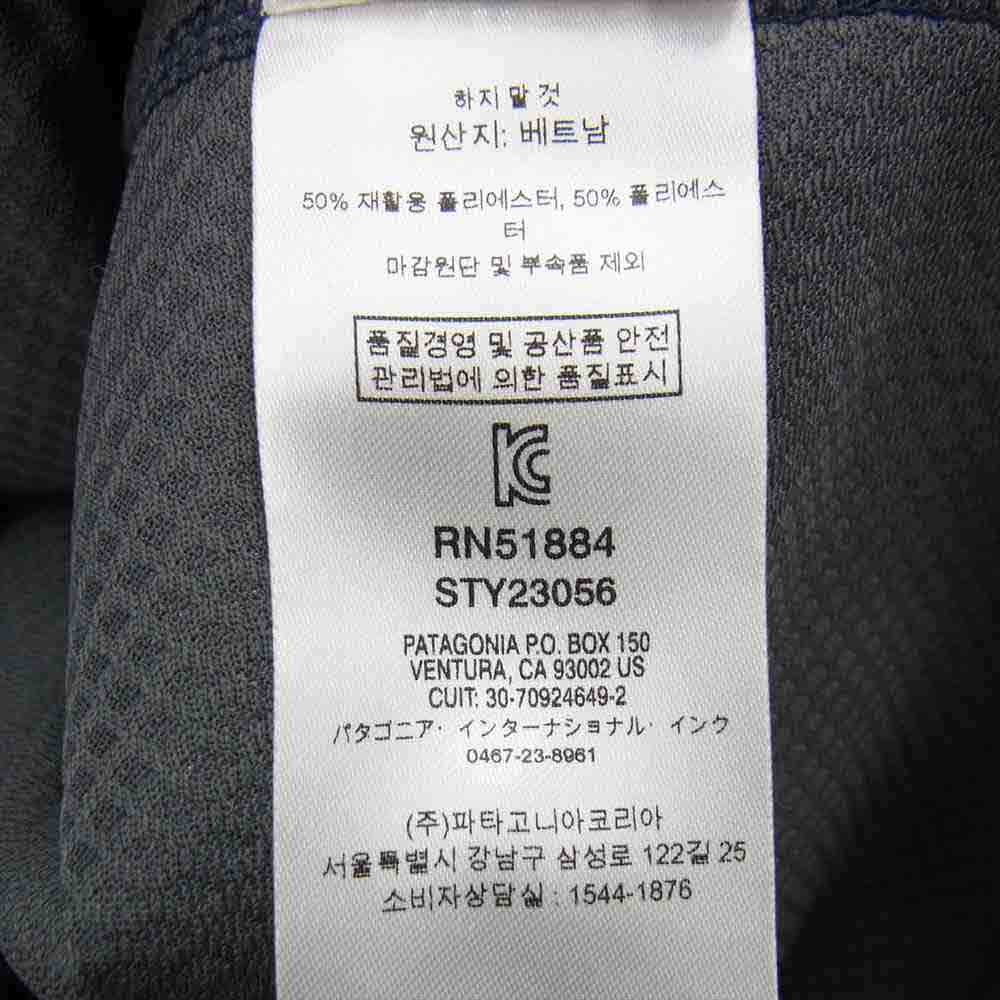 하지말것
원산지: 베트남
50% 재활용 폴리에스터, 50% 폴리에스
터
마감원단 및 부속품 제외
품질경영 및 공산품 안전
관리법에 의한 품질표시
KC
RN51884
STY23056
PATAGONIA P.O. BOX 150
VENTURA, CA 93002 US
CUIT: 30-70924649-2
パタゴニア・インターナショナル・インク
0467-23-8961
(주)파타고니아코리아
서울특별시 강남구 삼성로 122길 25
소비자상담실 : 1544-1876